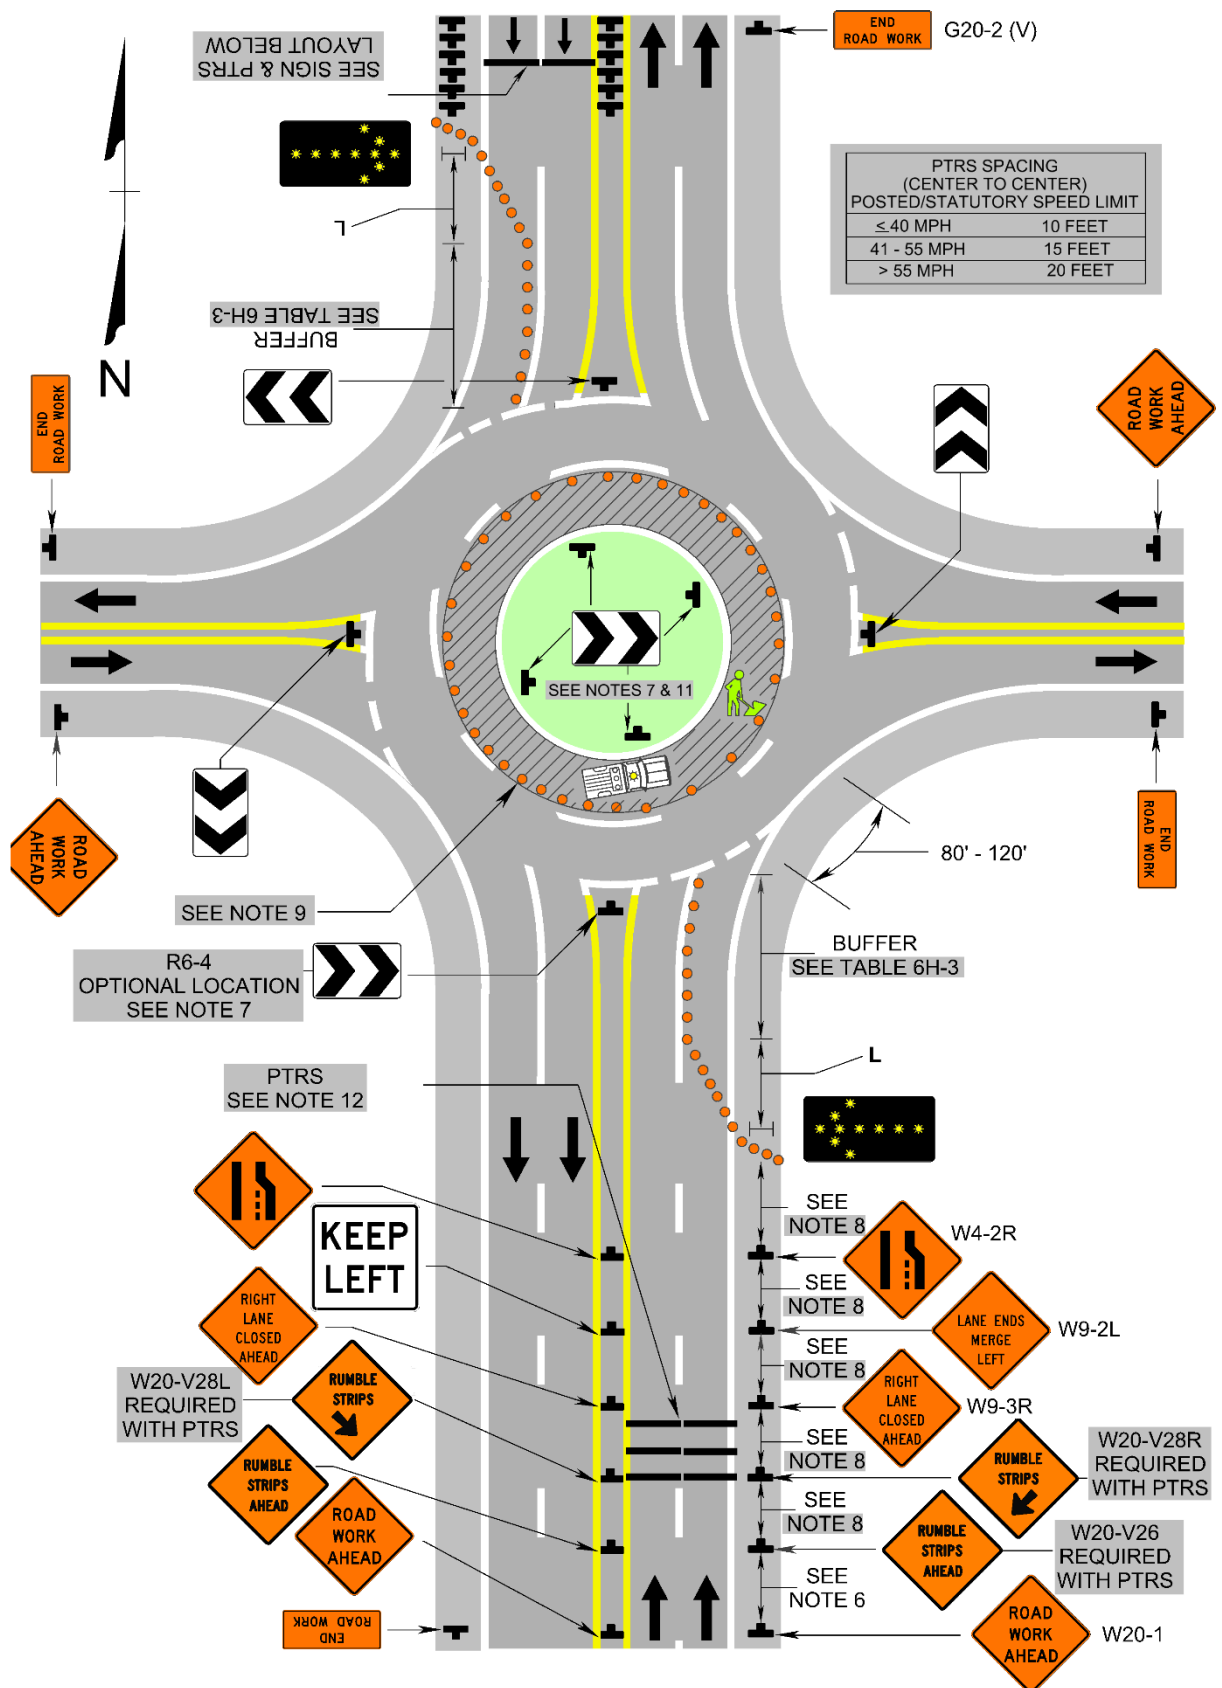 SEE SIGN & PTRS
LAYOUT BELOW
END
ROAD WORK
G20-2 (V)
PTRS SPACING
(CENTER TO CENTER)
POSTED/STATUTORY SPEED LIMIT
≤ 40 MPH 10 FEET
41 - 55 MPH 15 FEET
> 55 MPH 20 FEET
L
BUFFER
SEE TABLE 6H-3
N
END
ROAD WORK
ROAD
WORK
AHEAD
SEE NOTES 7 & 11
ROAD
WORK
AHEAD
END
ROAD WORK
80' - 120'
SEE NOTE 9
R6-4
OPTIONAL LOCATION
SEE NOTE 7
BUFFER
SEE TABLE 6H-3
L
PTRS
SEE NOTE 12
SEE
NOTE 8
W4-2R
KEEP
LEFT
SEE
NOTE 8
LANE ENDS
MERGE
LEFT
W9-2L
RIGHT
LANE
CLOSED
AHEAD
SEE
NOTE 8
RIGHT
LANE
CLOSED
AHEAD
W9-3R
W20-V28L
REQUIRED
WITH PTRS
RUMBLE
STRIPS
SEE
NOTE 8
RUMBLE
STRIPS
W20-V28R
REQUIRED
WITH PTRS
RUMBLE
STRIPS
AHEAD
SEE
NOTE 8
RUMBLE
STRIPS
AHEAD
W20-V26
REQUIRED
WITH PTRS
ROAD
WORK
AHEAD
SEE
NOTE 6
END
ROAD WORK
ROAD
WORK
AHEAD
W20-1